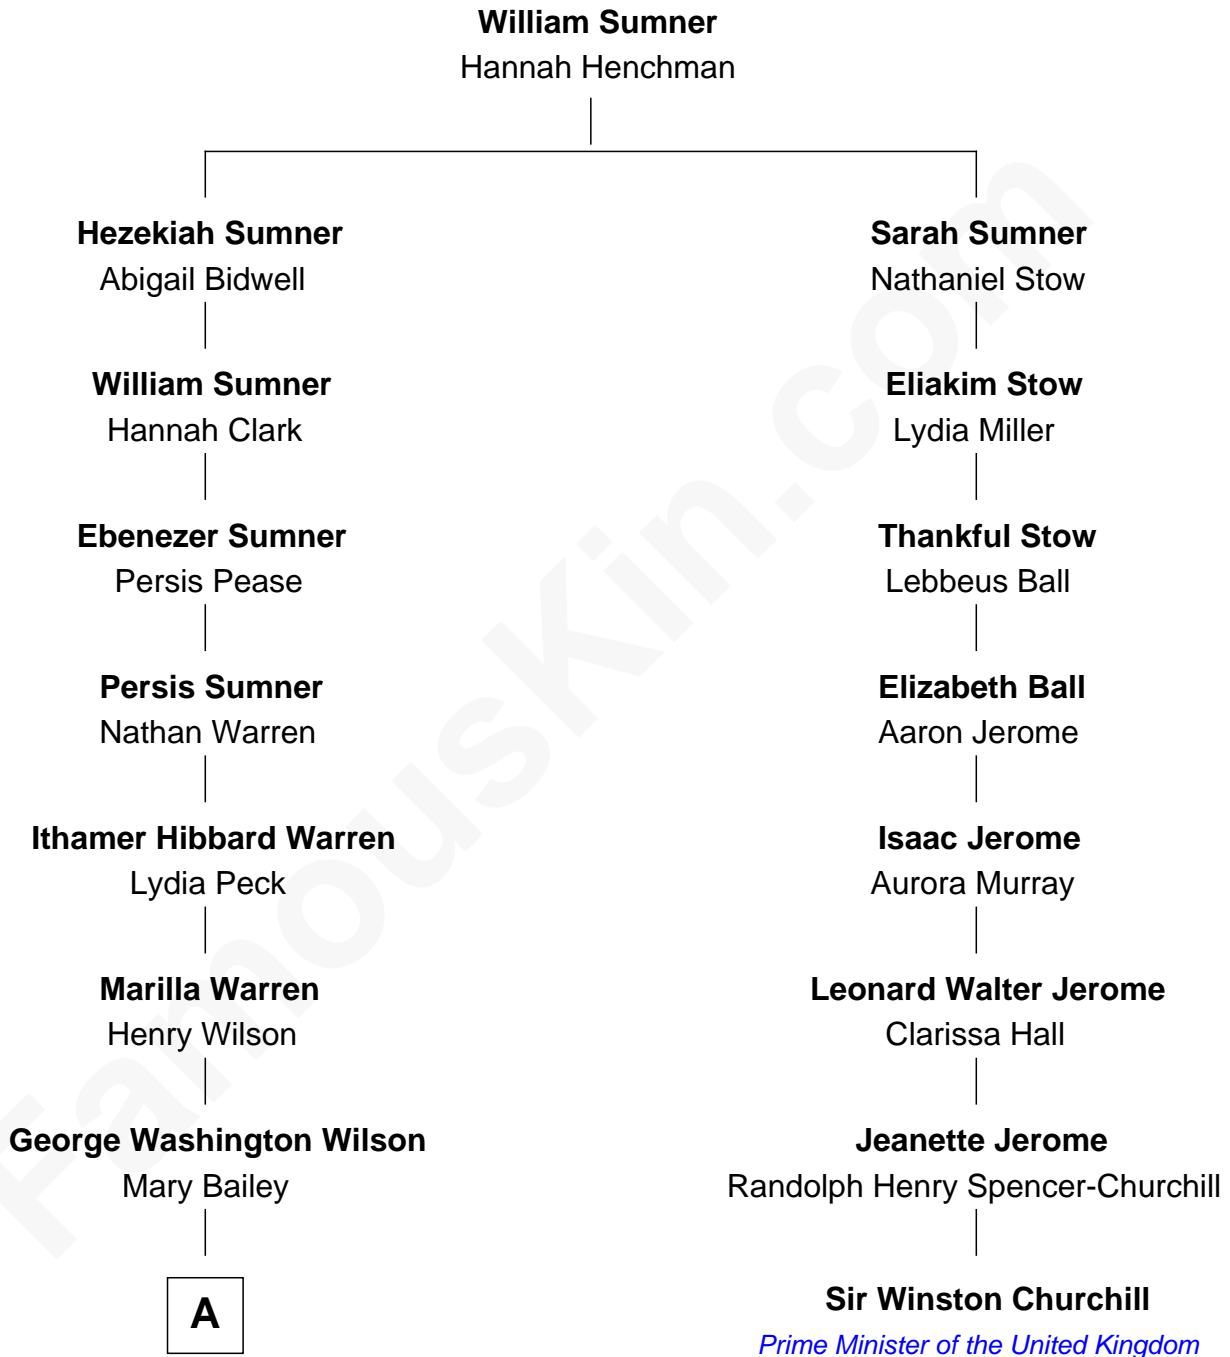 William Sumner
Hannah Henchman
Hezekiah Sumner
Abigail Bidwell
Sarah Sumner
Nathaniel Stow
William Sumner
Hannah Clark
Eliakim Stow
Lydia Miller
Ebenezer Sumner
Persis Pease
Thankful Stow
Lebbeus Ball
Persis Sumner
Nathan Warren
Elizabeth Ball
Aaron Jerome
Ithamer Hibbard Warren
Lydia Peck
Isaac Jerome
Aurora Murray
Marilla Warren
Henry Wilson
Leonard Walter Jerome
Clarissa Hall
George Washington Wilson
Mary Bailey
Jeanette Jerome
Randolph Henry Spencer-Churchill
A
Sir Winston Churchill
Prime Minister of the United Kingdom
FamousKin.com